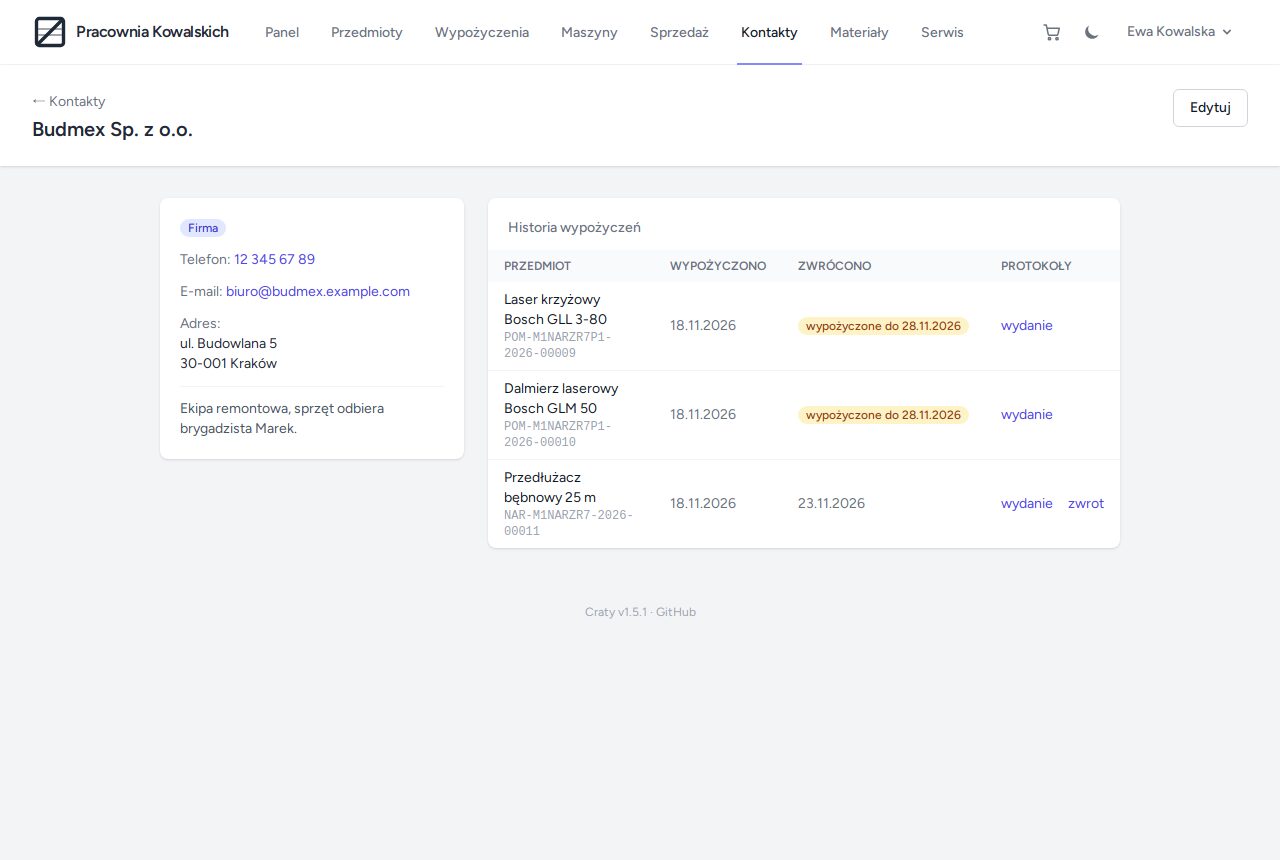 Pracownia Kowalskich Panel Przedmioty Wypożyczenia Maszyny Sprzedaż Kontakty Materiały Serwis Ewa Kowalska
← Kontakty
Budmex Sp. z o.o.
Edytuj
Firma
Telefon: 12 345 67 89
E-mail: biuro@budmex.example.com
Adres:
ul. Budowlana 5
30-001 Kraków
Ekipa remontowa, sprzęt odbiera
brygadzista Marek.
Historia wypożyczeń
PRZEDMIOT WYPOŻYCZONO ZWRÓCONO PROTOKOŁY
Laser krzyżowy
Bosch GLL 3-80
POM-M1NARZR7P1-
2026-00009
18.11.2026 wypożyczone do 28.11.2026 wydanie
Dalmierz laserowy
Bosch GLM 50
POM-M1NARZR7P1-
2026-00010
18.11.2026 wypożyczone do 28.11.2026 wydanie
Przedłużacz
bębnowy 25 m
NAR-M1NARZR7-2026-
00011
18.11.2026 23.11.2026 wydanie zwrot
Craty v1.5.1 · GitHub